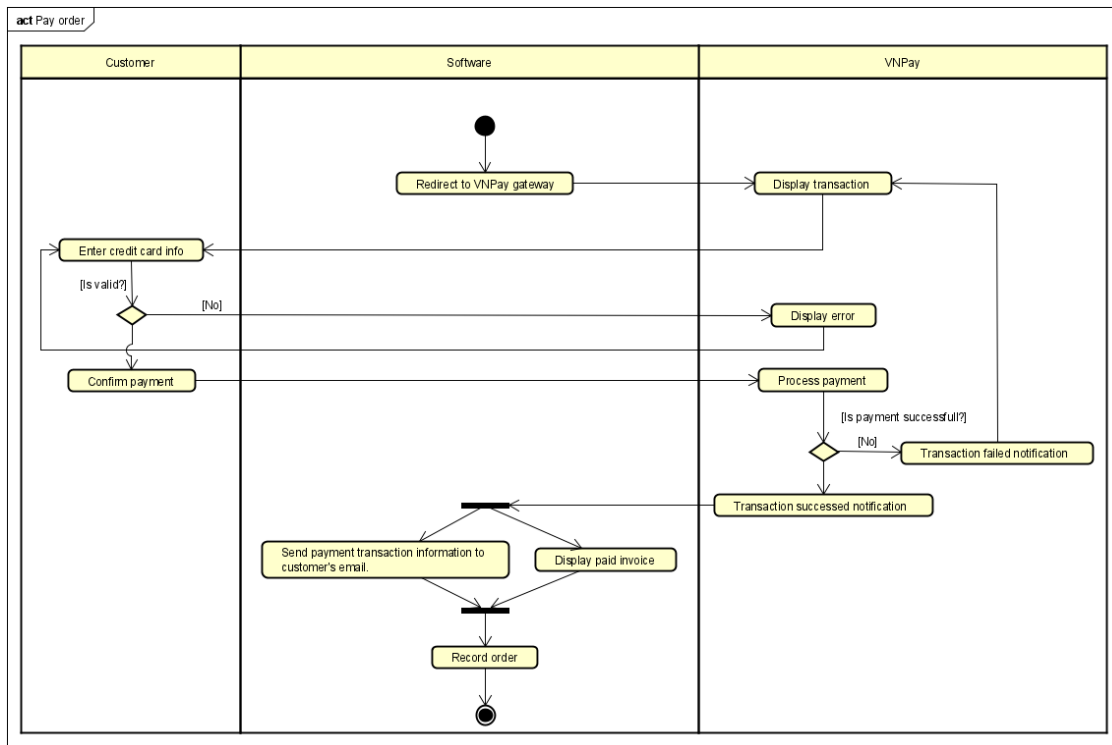 act Pay order
Customer
Software
VNPay
Redirect to VNPay gateway
Display transaction
Enter credit card info
[Is valid?]
[No]
Display error
Confirm payment
Process payment
[Is payment successfull?]
[No]
Transaction failed notification
Transaction successed notification
Send payment transaction information to
customer's email.
Display paid invoice
Record order